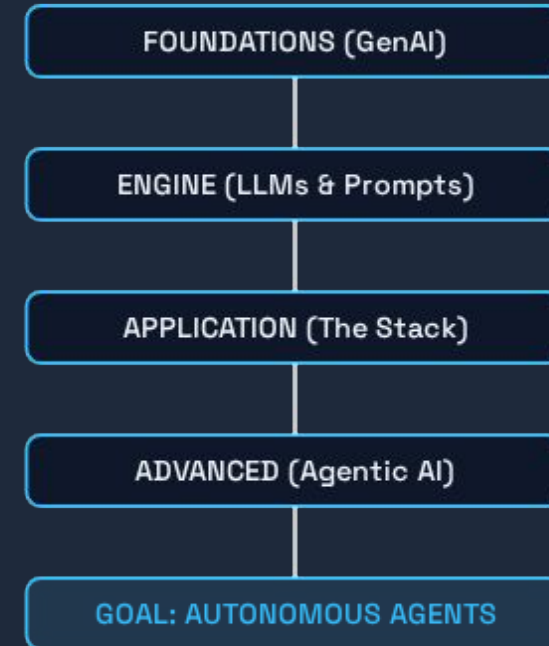 FOUNDATIONS (GenAI)
ENGINE (LLMs & Prompts)
APPLICATION (The Stack)
ADVANCED (Agentic AI)
GOAL: AUTONOMOUS AGENTS